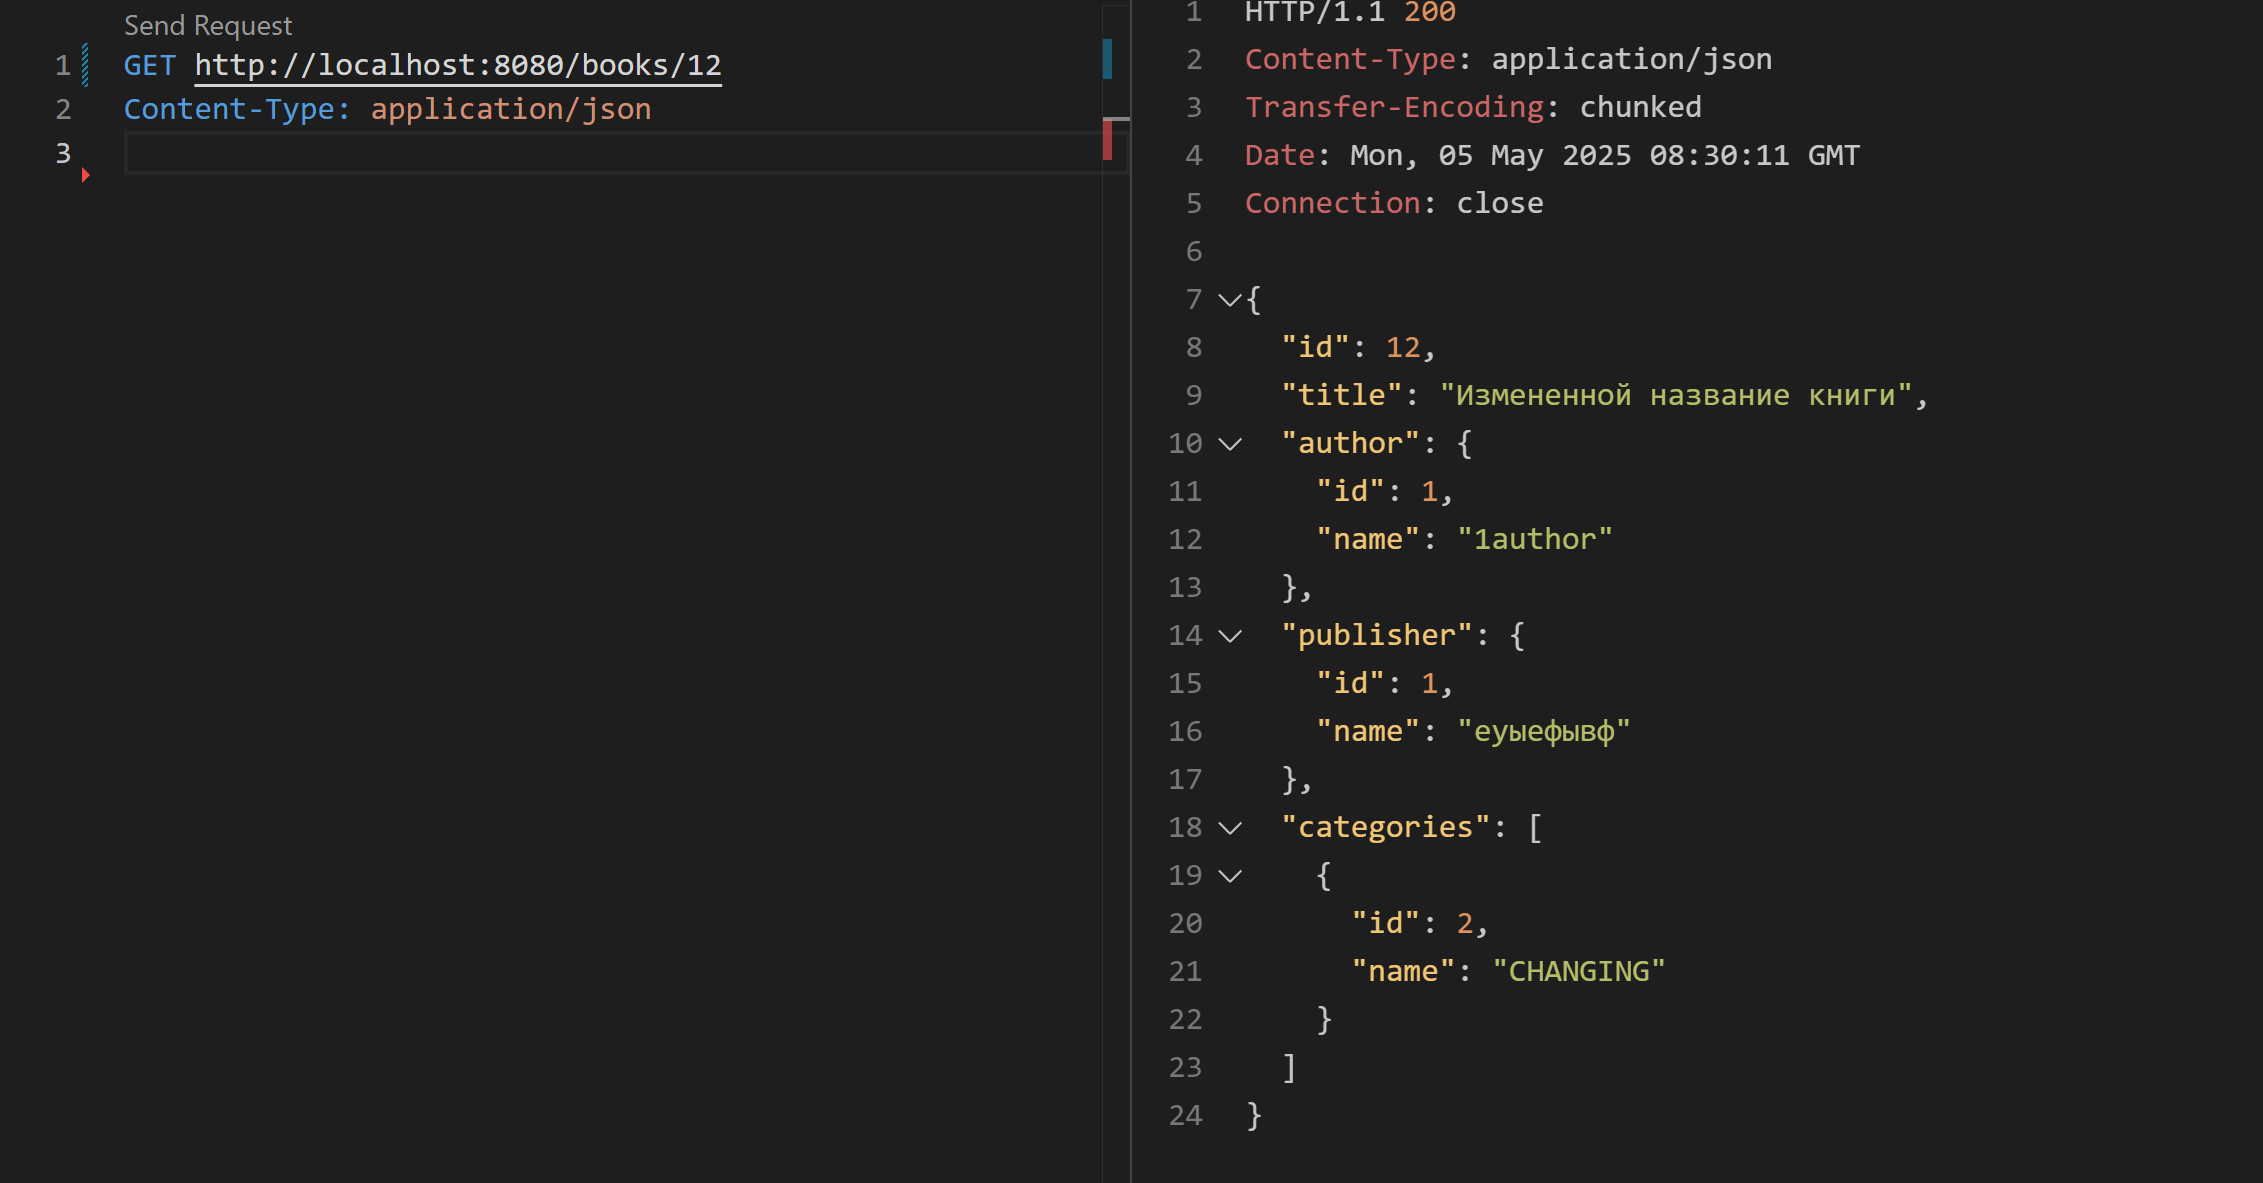 Send Request
1 GET http://localhost:8080/books/12
2 Content-Type: application/json
3
1 HTTP/1.1 200
2 Content-Type: application/json
3 Transfer-Encoding: chunked
4 Date: Mon, 05 May 2025 08:30:11 GMT
5 Connection: close
6
7 {
8 "id": 12,
9 "title": "Измененной название книги",
10 "author": {
11 "id": 1,
12 "name": "1author"
13 },
14 "publisher": {
15 "id": 1,
16 "name": "еуыефывф"
17 },
18 "categories": [
19 {
20 "id": 2,
21 "name": "CHANGING"
22 }
23 ]
24 }